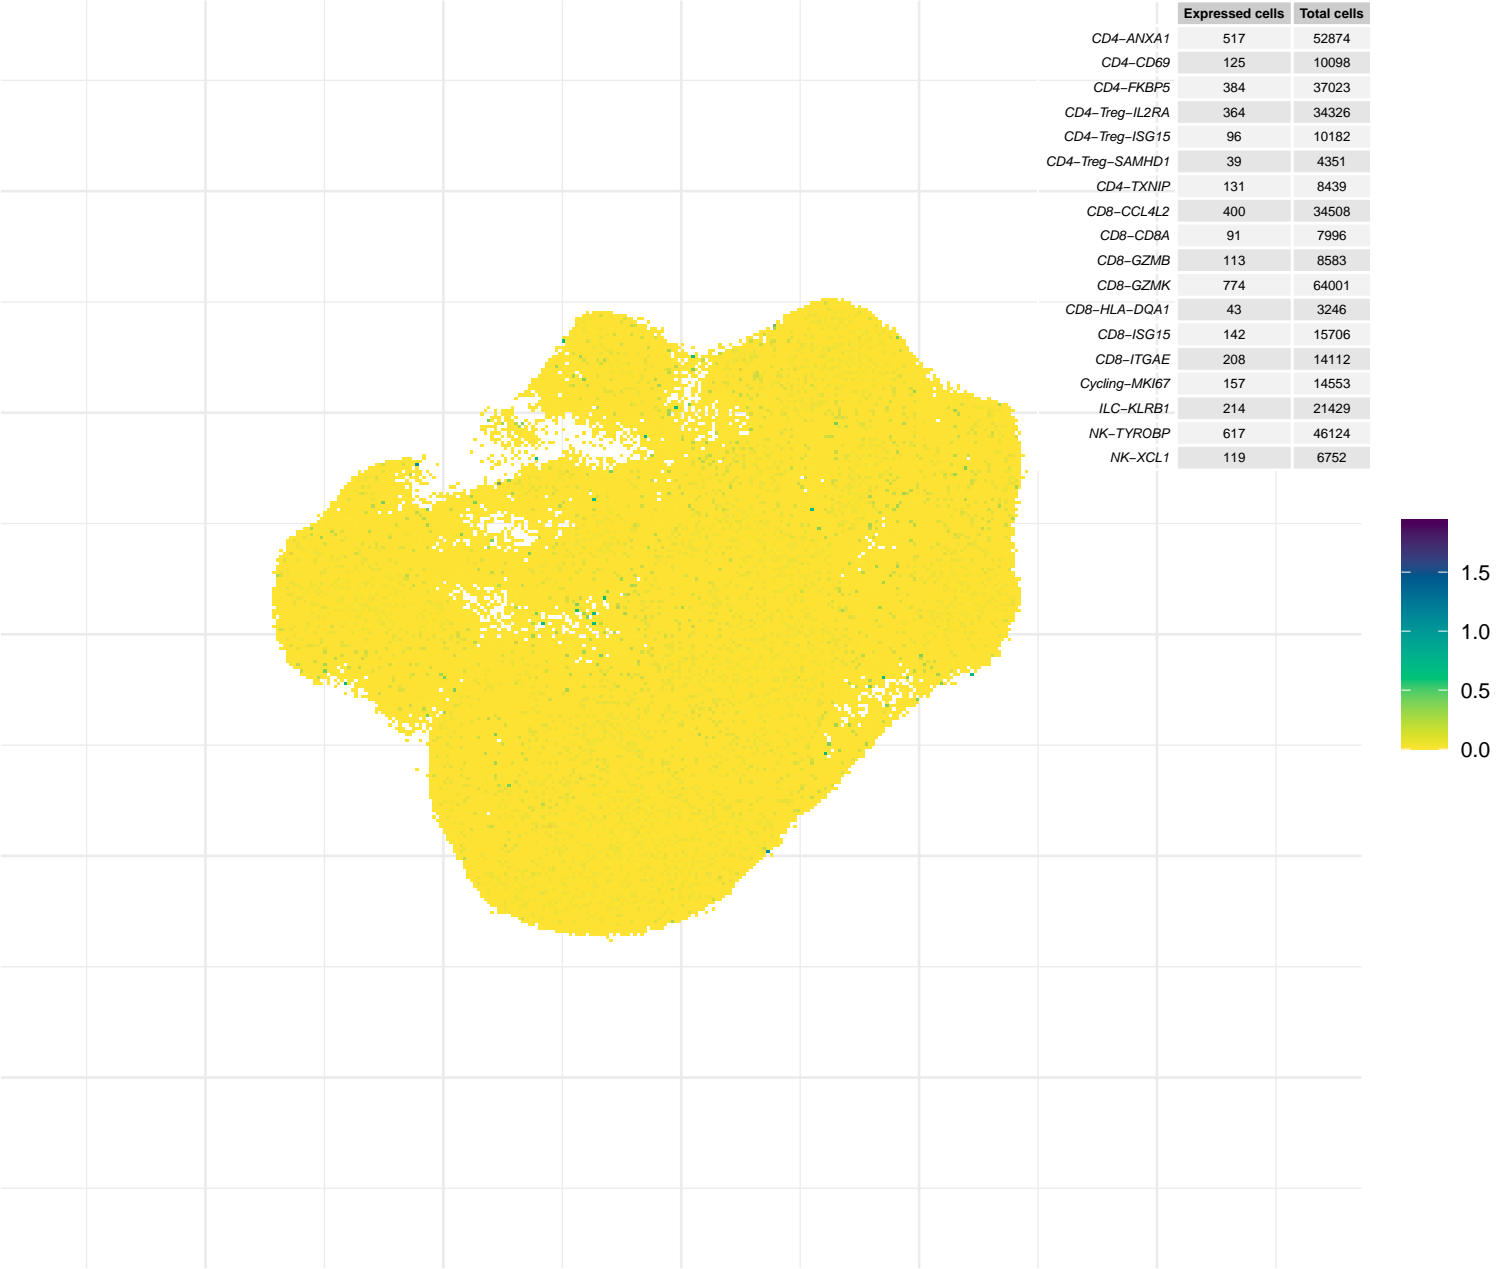 Expressed cells Total cells
CD4−ANXA1 517 52874
CD4−CD69 125 10098
CD4−FKBP5 384 37023
CD4−Treg−IL2RA 364 34326
CD4−Treg−ISG15 96 10182
CD4−Treg−SAMHD1 39 4351
CD4−TXNIP 131 8439
CD8−CCL4L2 400 34508
CD8−CD8A 91 7996
CD8−GZMB 113 8583
CD8−GZMK 774 64001
CD8−HLA−DQA1 43 3246
CD8−ISG15 142 15706
CD8−ITGAE 208 14112
Cycling−MKI67 157 14553
ILC−KLRB1 214 21429
NK−TYROBP 617 46124
NK−XCL1 119 6752
1.5
1.0
0.5
0.0